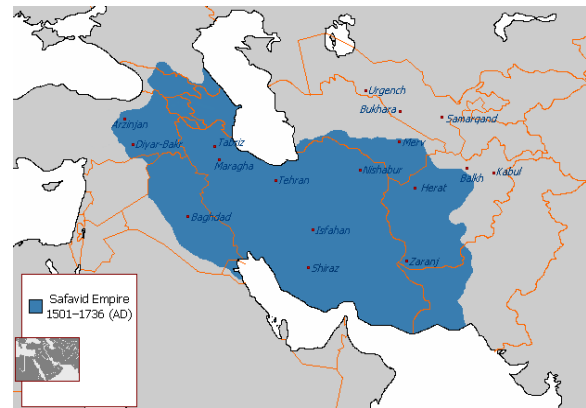 Urgench
Bukhara
Samarqand
Arzinjan
Diyar-Bakr
Tabriz
Maragha
Merv
Tehran
Nishabur
Balkh
Kabul
Herat
Baghdad
Isfahan
Zaranj
Shiraz
Safavid Empire
1501–1736 (AD)